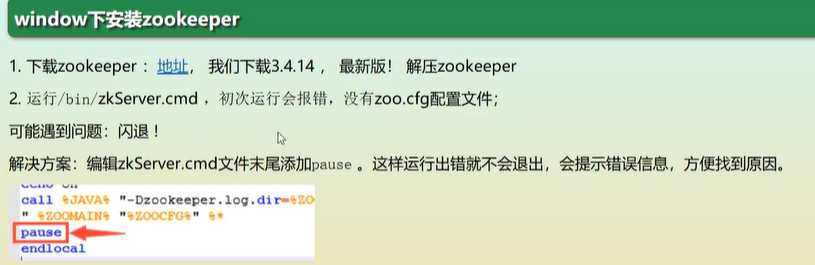 window下安装zookeeper
1. 下载zookeeper ：地址， 我们下载3.4.14 ， 最新版！ 解压zookeeper
2. 运行/bin/zkServer.cmd ，初次运行会报错，没有zoo.cfg配置文件；
可能遇到问题：闪退 !
解决方案：编辑zkServer.cmd文件末尾添加pause 。这样运行出错就不会退出，会提示错误信息，方便找到原因。
echo on
call %JAVA% "-Dzookeeper.log.dir=%ZO
" %ZOOMAIN% "%ZOOCFG%" %*
pause
endlocal